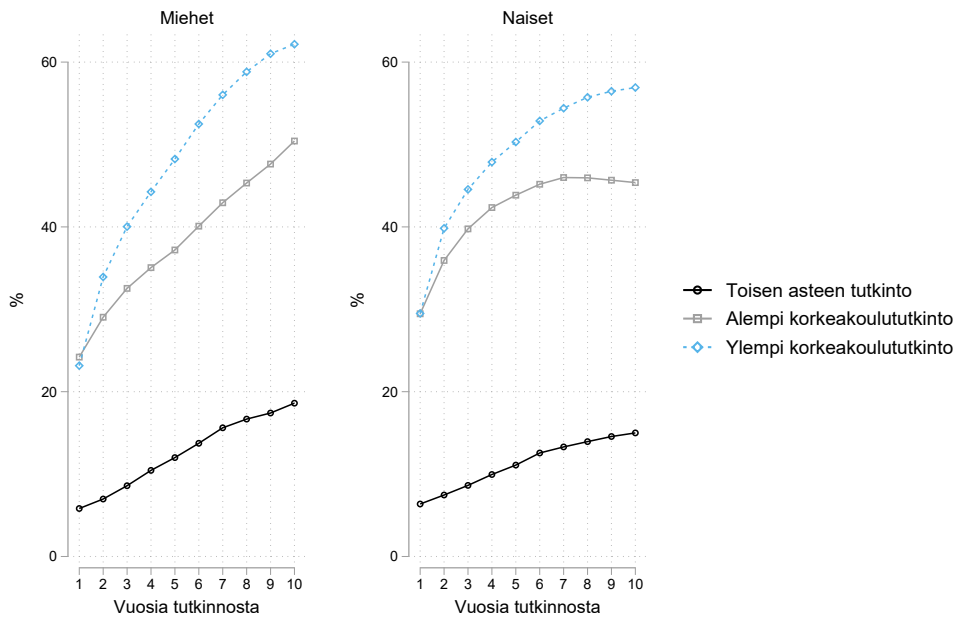 Miehet
60
40
20
0
%
1 2 3 4 5 6 7 8 9 10
Vuosia tutkinnosta
Naiset
60
40
20
0
%
1 2 3 4 5 6 7 8 9 10
Vuosia tutkinnosta
Toisen asteen tutkinto
Alempi korkeakoulututkinto
Ylempi korkeakoulututkinto